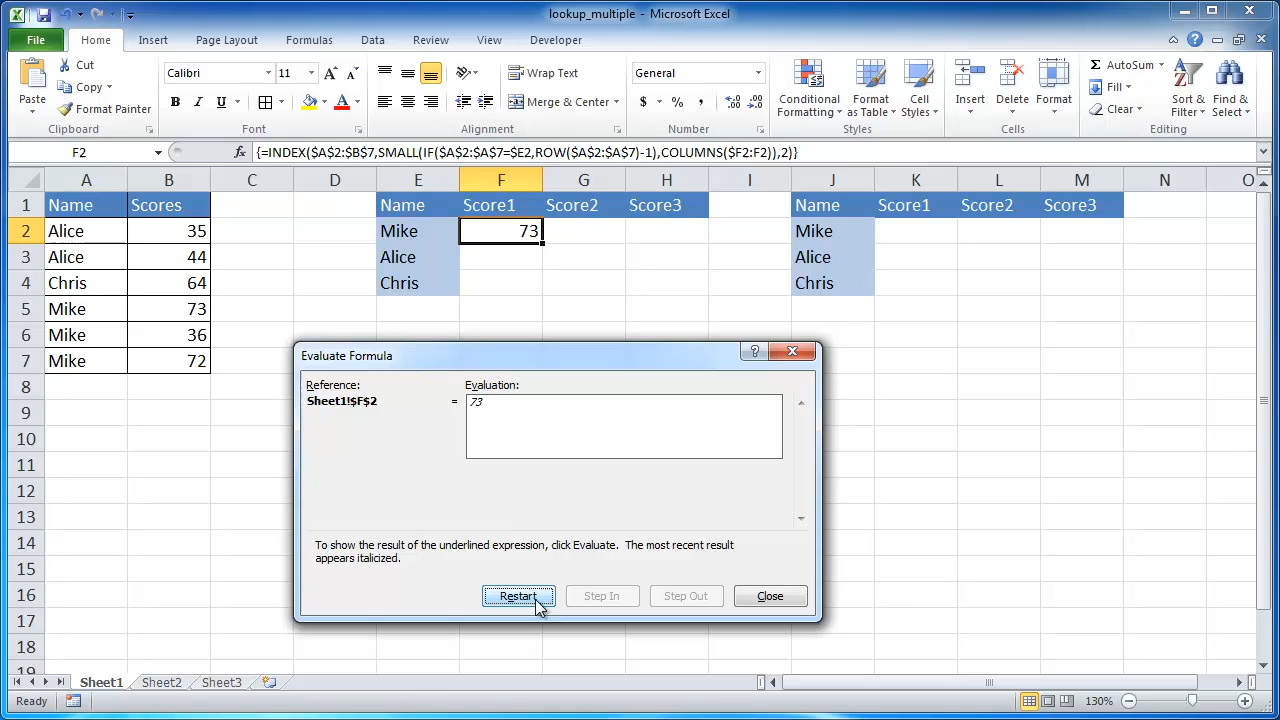 lookup_multiple - Microsoft Excel
File Home Insert Page Layout Formulas Data Review View Developer
Paste
Cut
Copy
Format Painter
Clipboard
Calibri 11
B I U
Font
Wrap Text
Merge & Center
Alignment
General
$ % ,
Number
Conditional Formatting
Format as Table
Cell Styles
Styles
Insert Delete Format
Cells
AutoSum
Fill
Clear
Sort & Filter
Find & Select
Editing
F2 fx {=INDEX($A$2:$B$7,SMALL(IF($A$2:$A$7=$E2,ROW($A$2:$A$7)-1),COLUMNS($F2:F2)),2)}
A B C D E F G H I J K L M N O
1 Name Scores Name Score1 Score2 Score3 Name Score1 Score2 Score3
2 Alice 35 Mike 73 Mike
3 Alice 44 Alice Alice
4 Chris 64 Chris Chris
5 Mike 73
6 Mike 36
7 Mike 72
8
9
10
11
12
13
14
15
16
17
18
19
Evaluate Formula
Reference: Evaluation:
Sheet1!$F$2 = 73
To show the result of the underlined expression, click Evaluate. The most recent result
appears italicized.
Restart Step In Step Out Close
Sheet1 Sheet2 Sheet3
Ready 130%